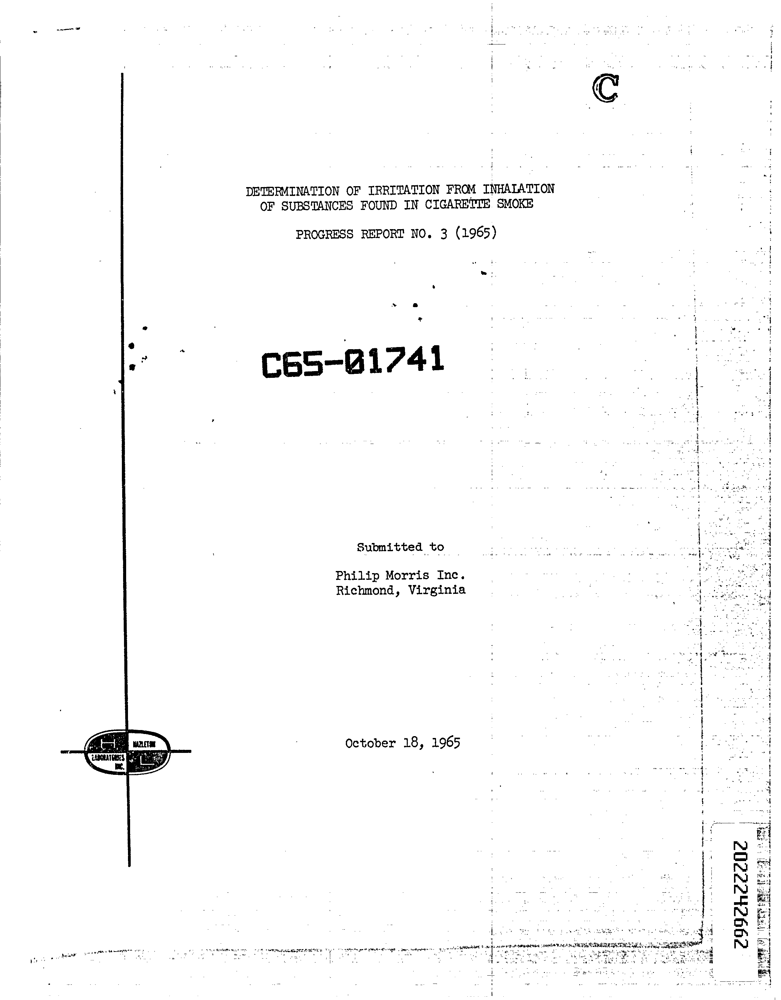 C
DETERMINATION OF IRRITATION FROM INHALATION
OF SUBSTANCES FOUND IN CIGARETTE SMOKE
PROGRESS REPORT NO. 3 (1965)
C65-01741
Submitted to
Philip Morris Inc.
Richmond, Virginia
October 18, 1965
H
HAZLETON
LABORATORIES
INC.
L
2022242662